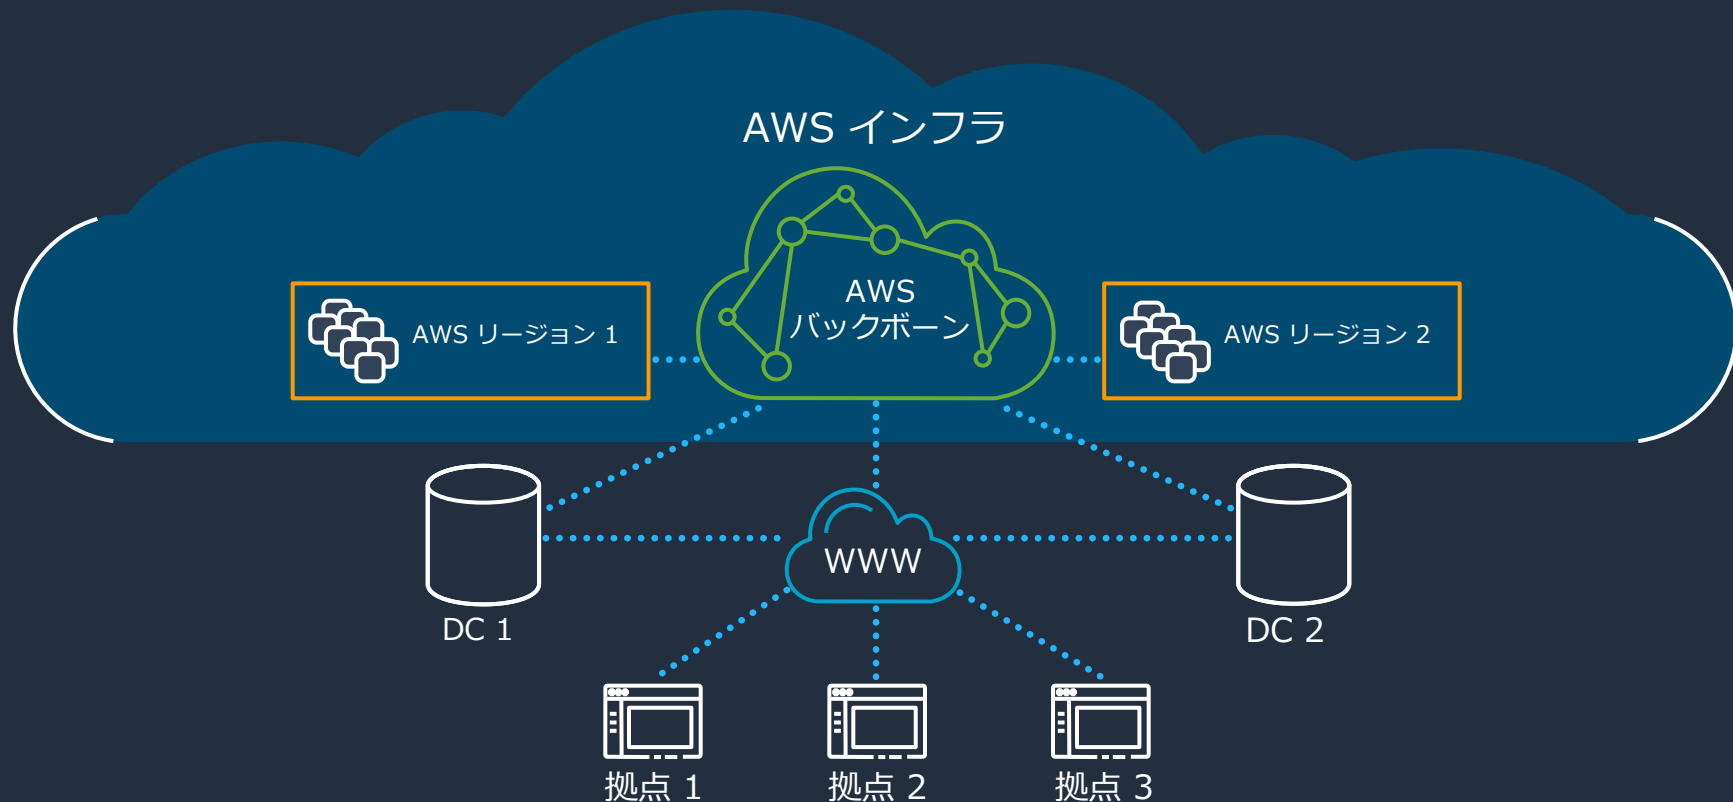 AWS インフラ
AWS
バックボーン
AWS リージョン 1
AWS リージョン 2
WWW
DC 1
DC 2
拠点 1
拠点 2
拠点 3